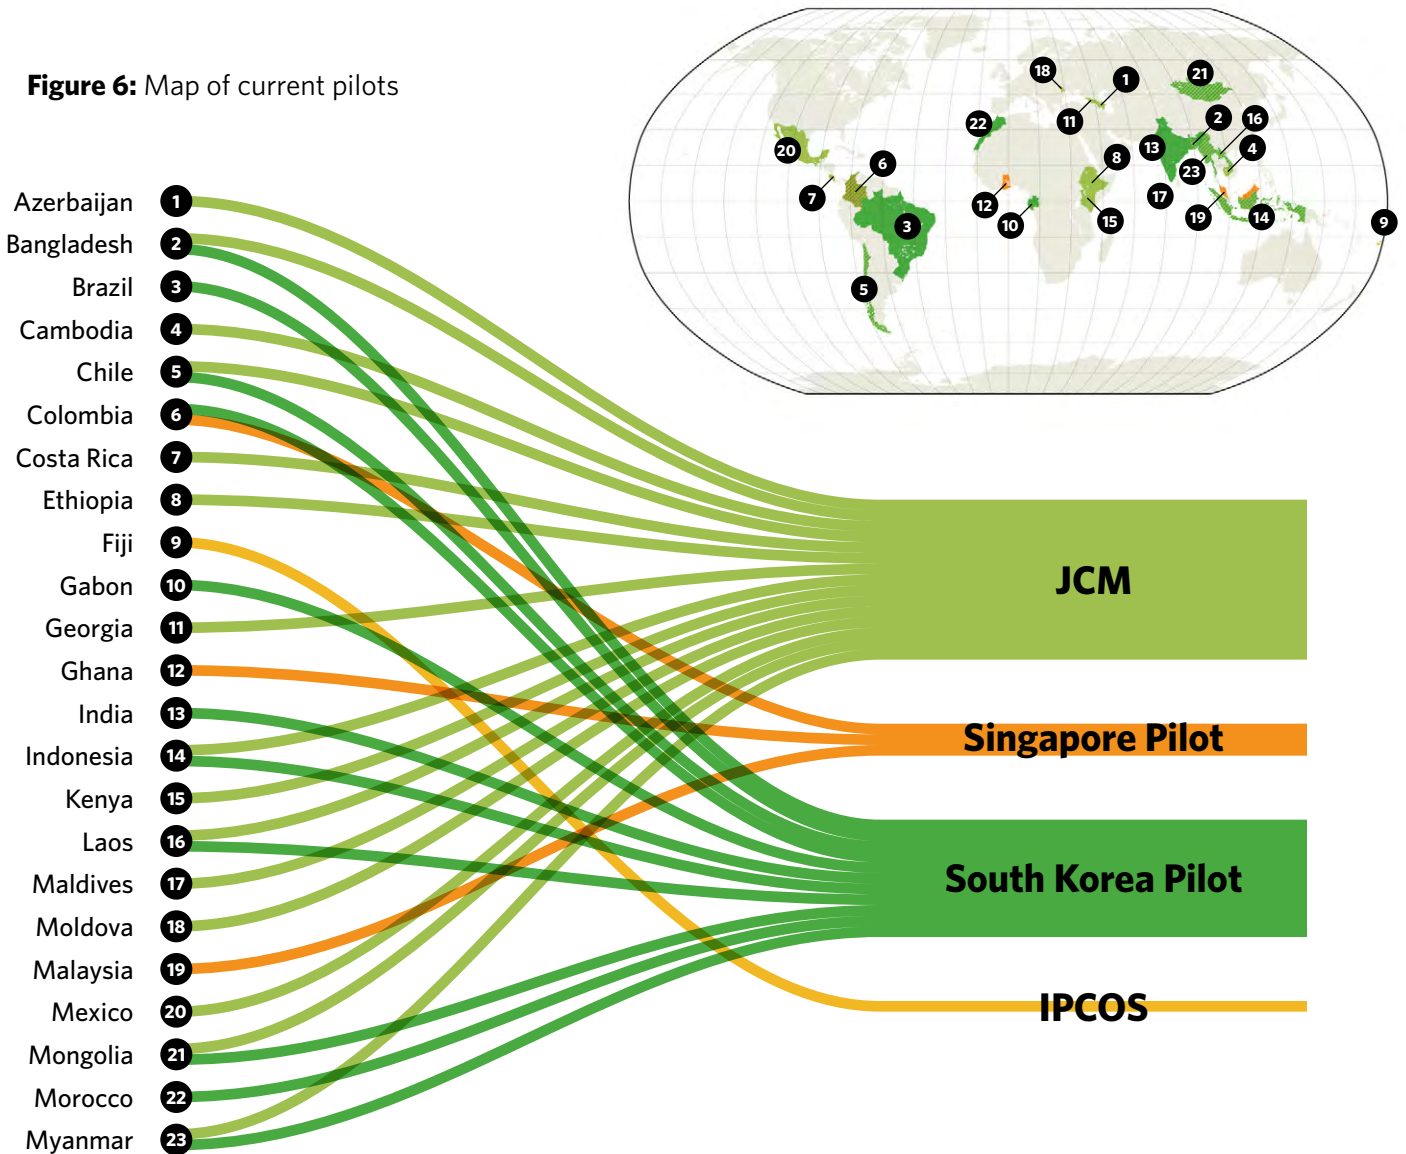 Figure 6: Map of current pilots
18
1
21
11
2
16
22
13
4
20
6
8
23
7
12
17
10
15
19
14
9
3
5
Azerbaijan 1
Bangladesh 2
Brazil 3
Cambodia 4
Chile 5
Colombia 6
Costa Rica 7
Ethiopia 8
Fiji 9
Gabon 10
Georgia 11
Ghana 12
India 13
Indonesia 14
Kenya 15
Laos 16
Maldives 17
Moldova 18
Malaysia 19
Mexico 20
Mongolia 21
Morocco 22
Myanmar 23
JCM
Singapore Pilot
South Korea Pilot
IPCOS